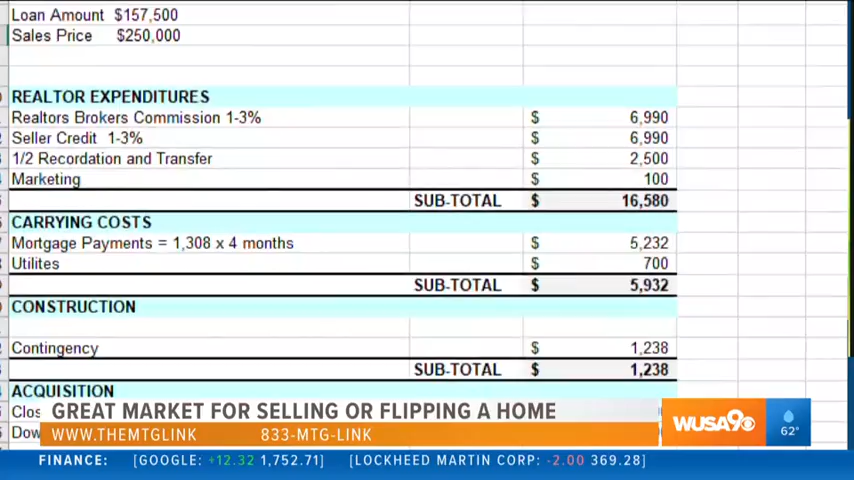 Loan Amount $157,500
Sales Price $250,000
REALTOR EXPENDITURES
Realtors Brokers Commission 1-3% $ 6,990
Seller Credit 1-3% $ 6,990
1/2 Recordation and Transfer $ 2,500
Marketing $ 100
SUB-TOTAL $ 16,580
CARRYING COSTS
Mortgage Payments = 1,308 x 4 months $ 5,232
Utilites $ 700
SUB-TOTAL $ 5,932
CONSTRUCTION
Contingency $ 1,238
SUB-TOTAL $ 1,238
ACQUISITION
GREAT MARKET FOR SELLING OR FLIPPING A HOME
WWW.THEMTGLINK 833-MTG-LINK
WUSA9 62°
FINANCE: [GOOGLE: +12.32 1,752.71] [LOCKHEED MARTIN CORP: -2.00 369.28]